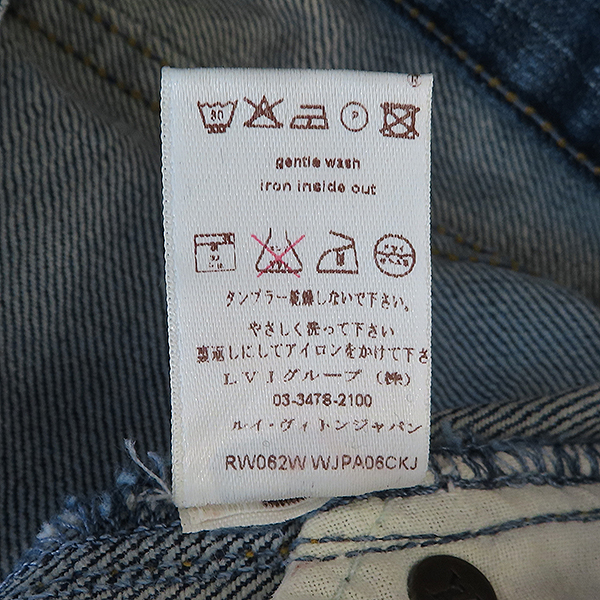 30 P
gentle wash
iron inside out
タンブラー乾燥しないで下さい。
やさしく洗って下さい
裏返しにしてアイロンをかけて下さ
LVJグループ（株）
03-3478-2100
ルイ・ヴィトンジャパン
RW062W WJPA06CKJ